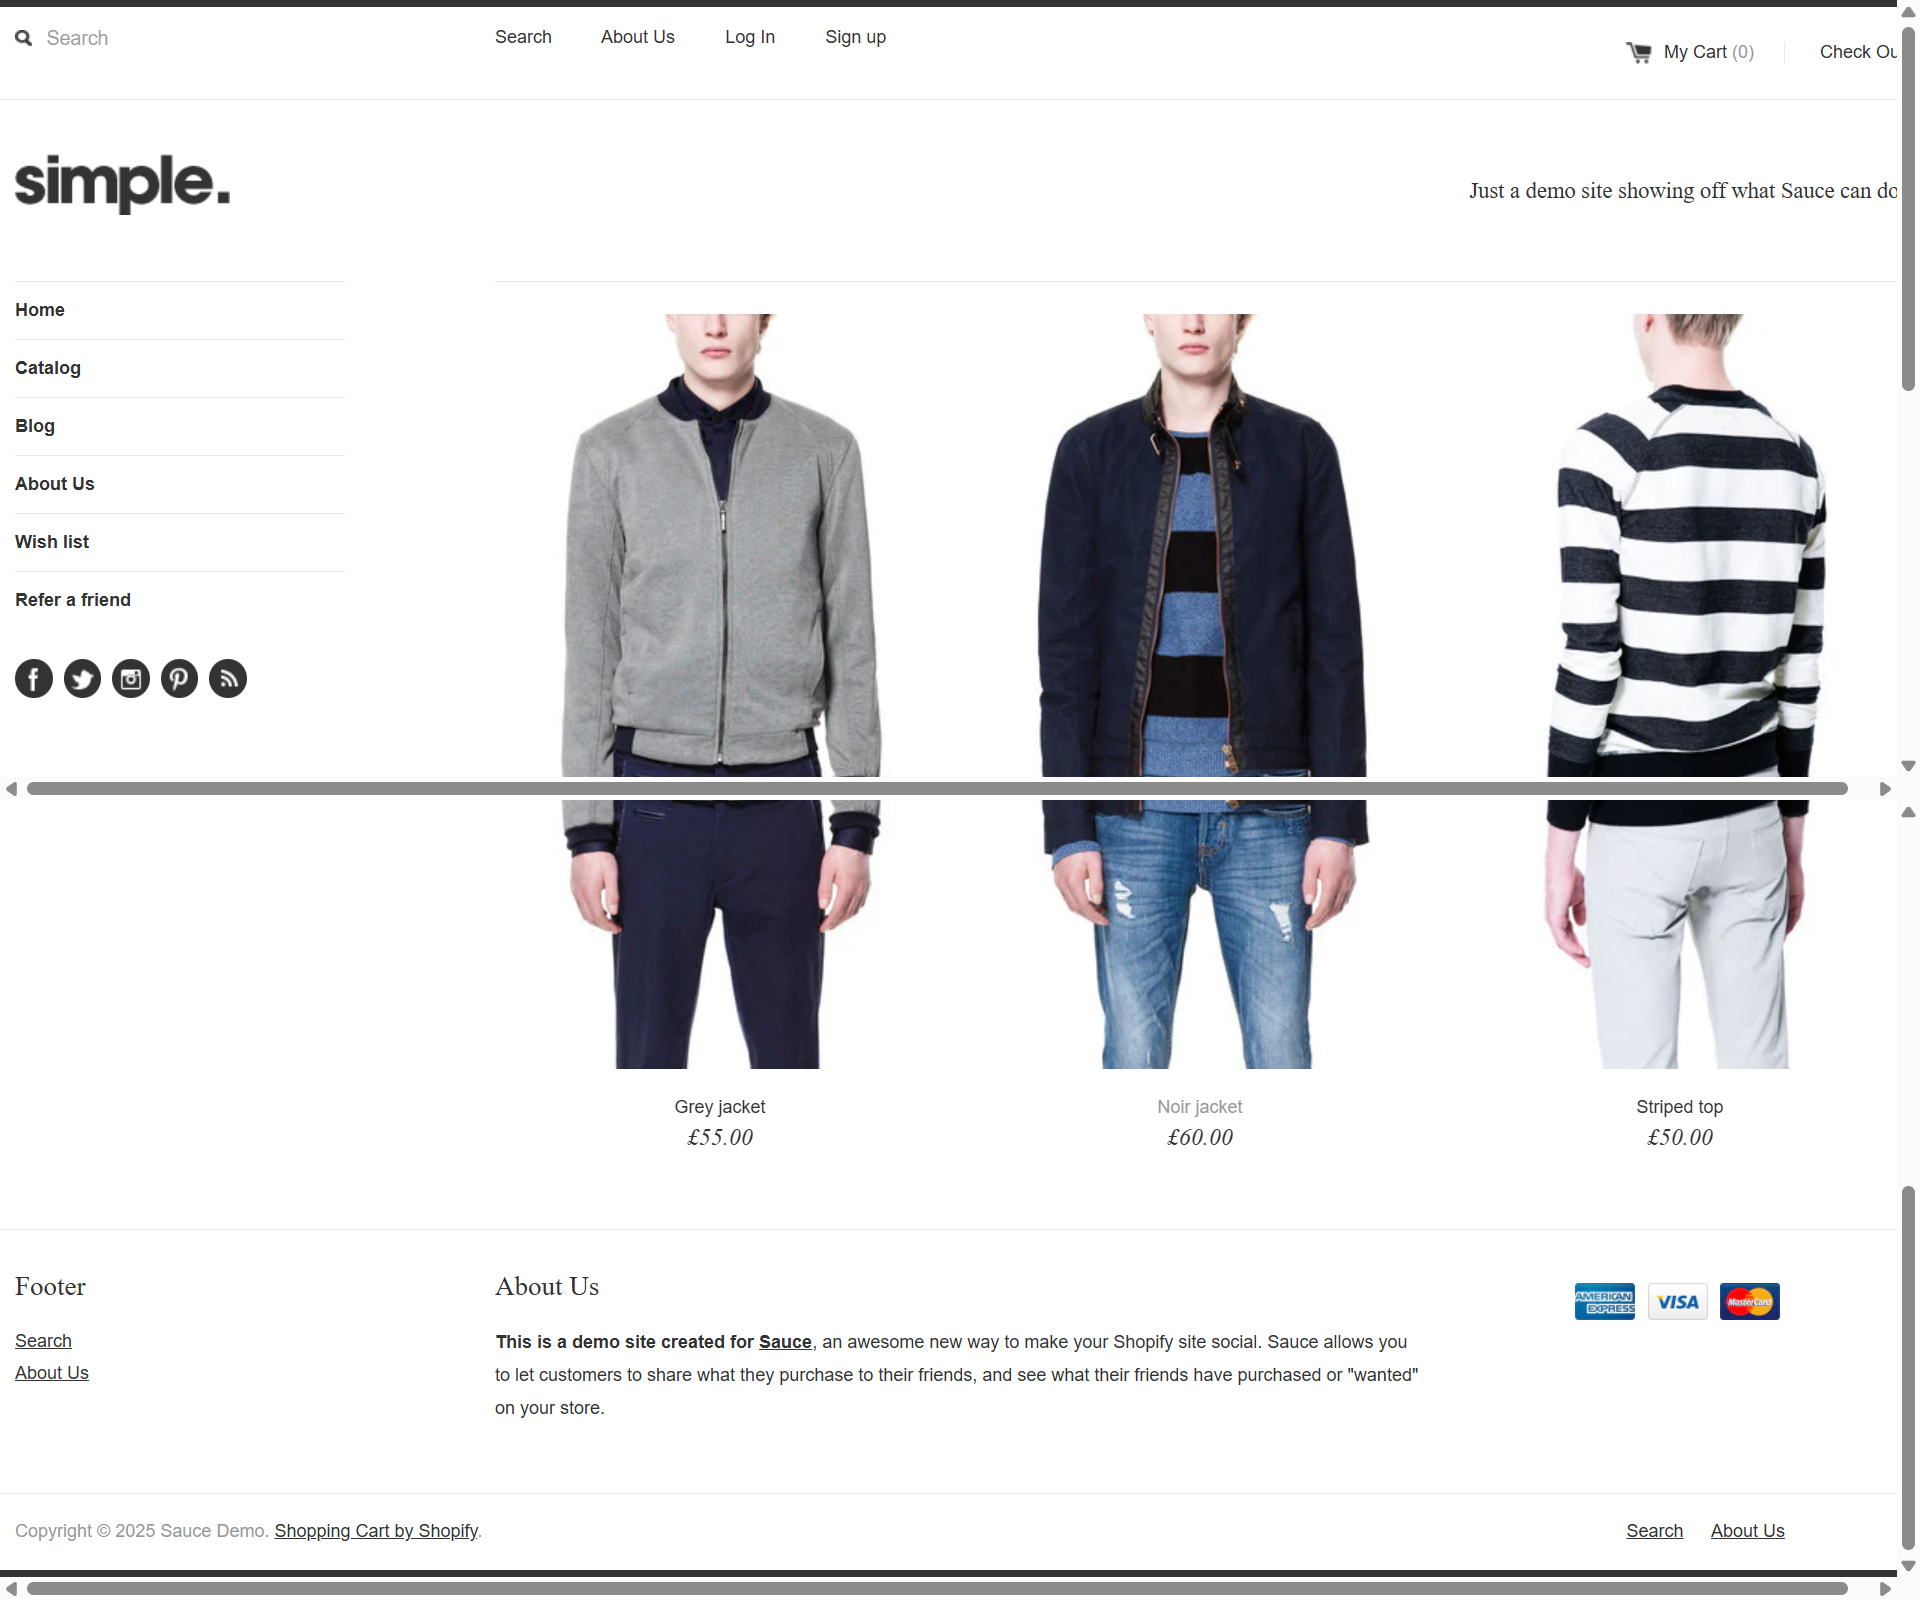 Search
Search
About Us
Log In
Sign up
My Cart (0)
Check Ou
simple.
Just a demo site showing off what Sauce can do
Home
Catalog
Blog
About Us
Wish list
Refer a friend
Grey jacket
£55.00
Noir jacket
£60.00
Striped top
£50.00
Footer
Search
About Us
About Us
This is a demo site created for Sauce, an awesome new way to make your Shopify site social. Sauce allows you
to let customers to share what they purchase to their friends, and see what their friends have purchased or "wanted"
on your store.
AMERICAN
EXPRESS
VISA
MasterCard
Copyright © 2025 Sauce Demo. Shopping Cart by Shopify.
Search
About Us